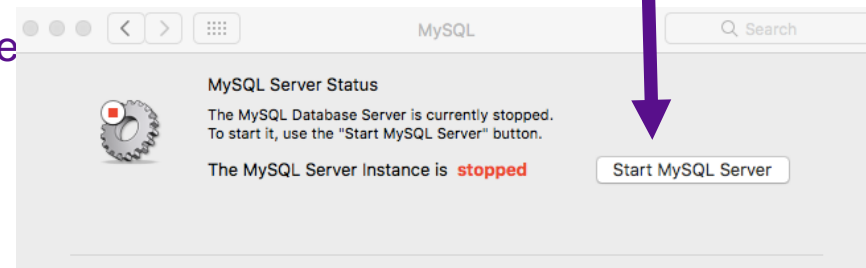 MySQL
Search
MySQL Server Status
The MySQL Database Server is currently stopped.
To start it, use the "Start MySQL Server" button.
The MySQL Server Instance is stopped
Start MySQL Server